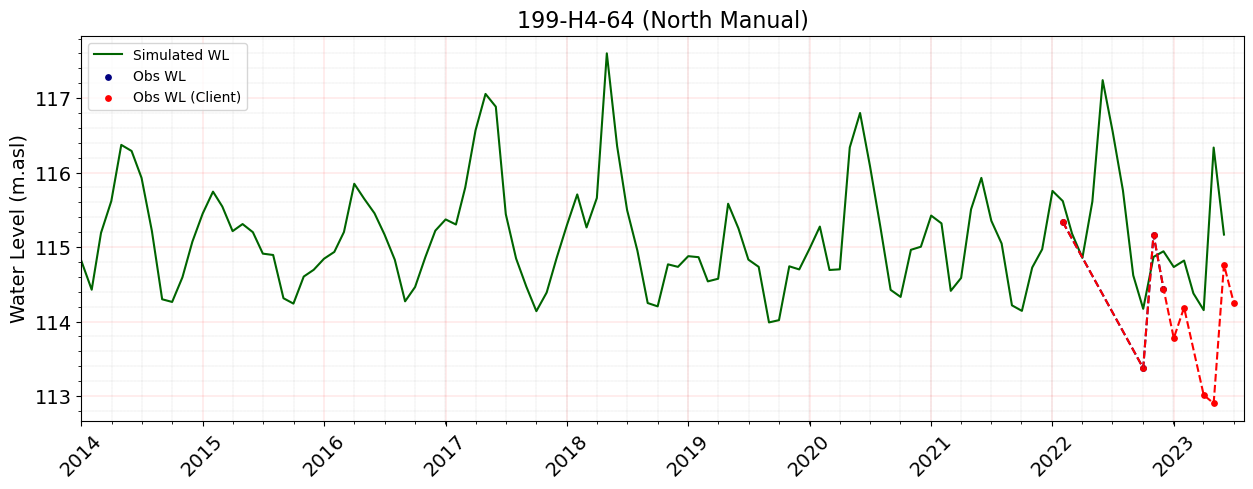 199-H4-64 (North Manual)
Simulated WL
Obs WL
Obs WL (Client)
Water Level (m.asl)
117
116
115
114
113
2014 2015 2016 2017 2018 2019 2020 2021 2022 2023